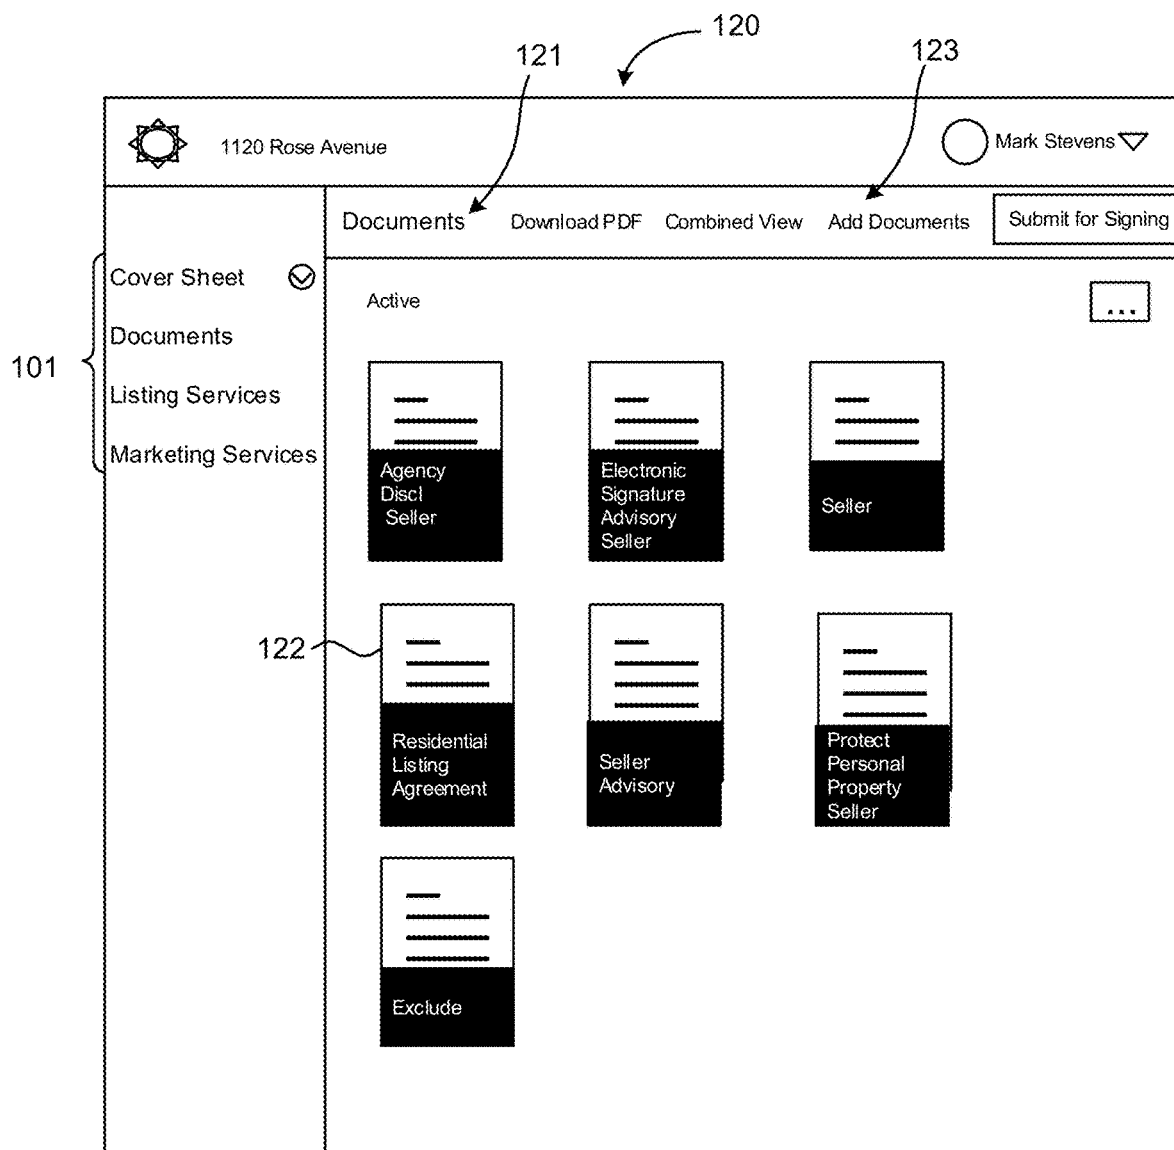 120
121
123
1120 Rose Avenue
Mark Stevens
Documents
Download PDF
Combined View
Add Documents
Submit for Signing
101
Cover Sheet
Documents
Listing Services
Marketing Services
Active
...
Agency
Discl
Seller
Electronic
Signature
Advisory
Seller
Seller
122
Residential
Listing
Agreement
Seller
Advisory
Protect
Personal
Property
Seller
Exclude